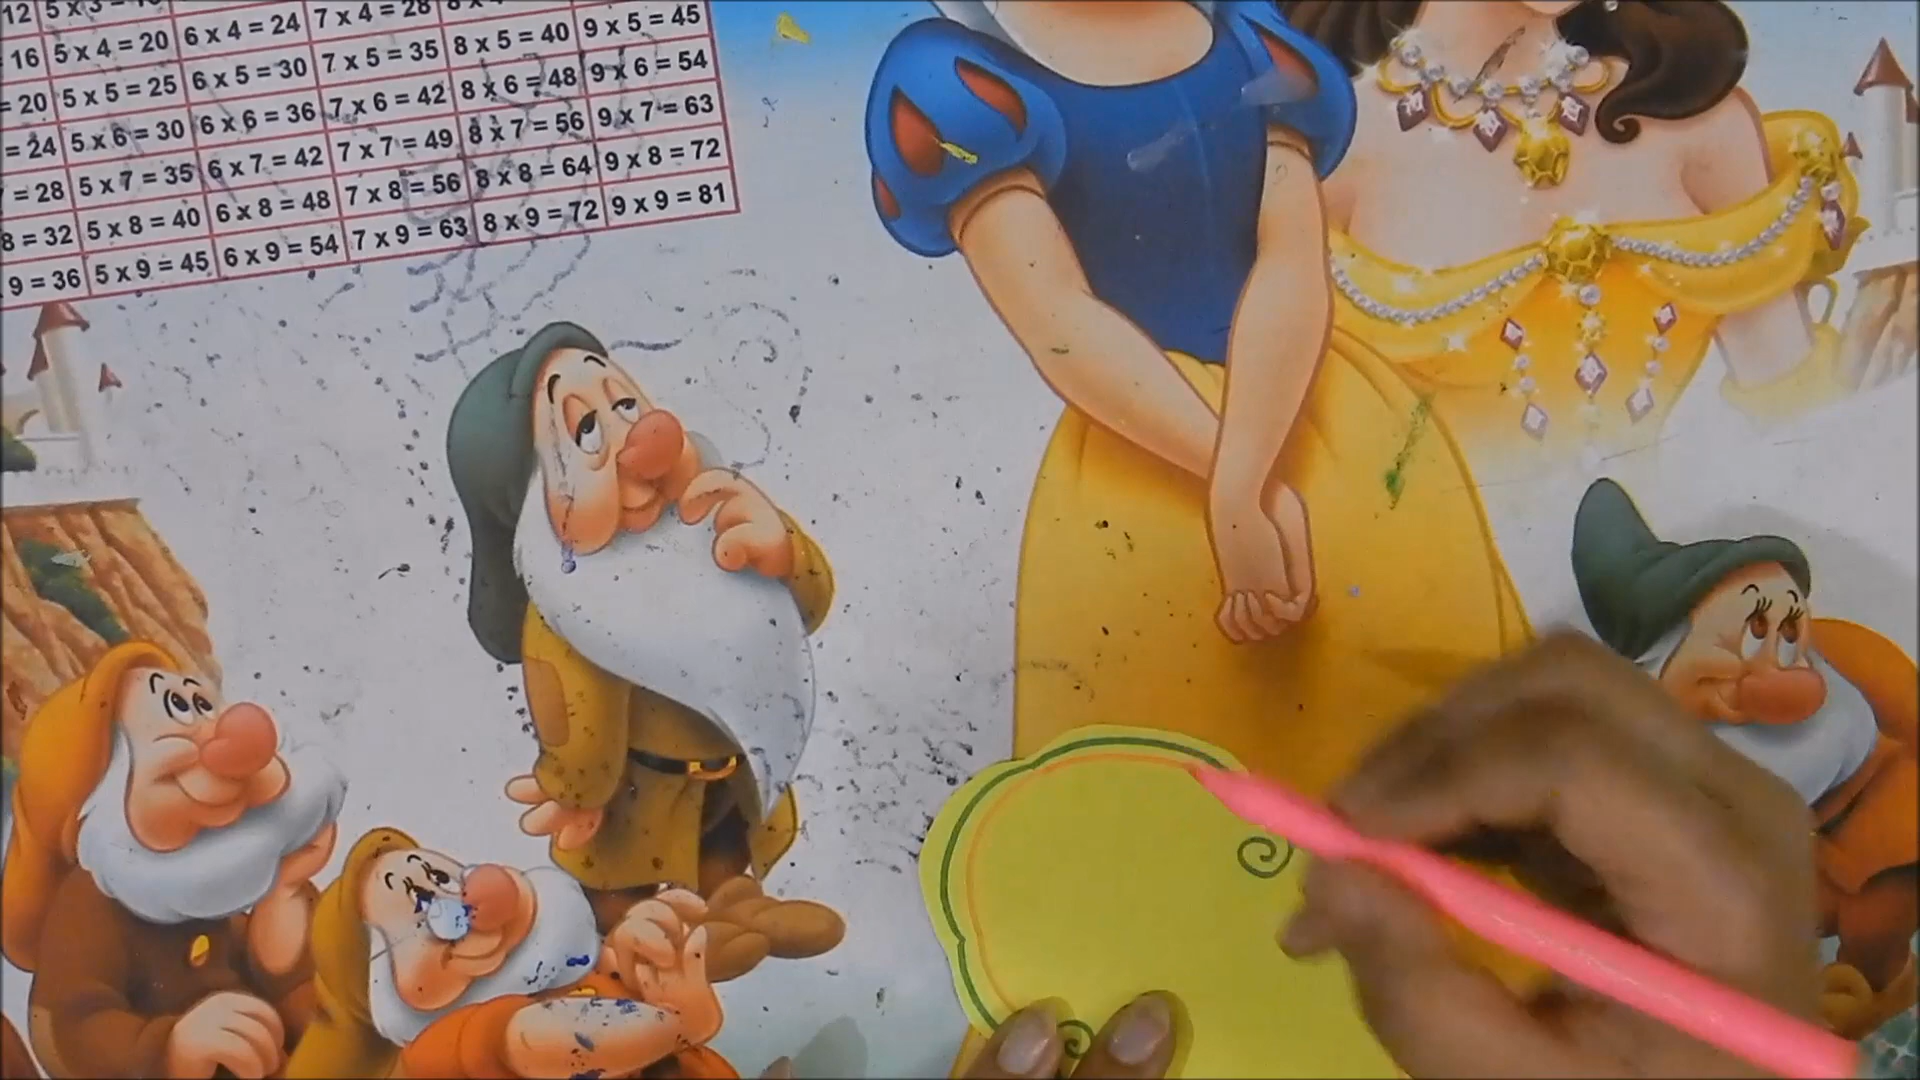 12 5 x 3
16 5 x 4 = 20 6 x 4 = 24 7 x 4 = 28 8 x
= 20 5 x 5 = 25 6 x 5 = 30 7 x 5 = 35 8 x 5 = 40 9 x 5 = 45
= 24 5 x 6 = 30 6 x 6 = 36 7 x 6 = 42 8 x 6 = 48 9 x 6 = 54
= 28 5 x 7 = 35 6 x 7 = 42 7 x 7 = 49 8 x 7 = 56 9 x 7 = 63
8 = 32 5 x 8 = 40 6 x 8 = 48 7 x 8 = 56 8 x 8 = 64 9 x 8 = 72
9 = 36 5 x 9 = 45 6 x 9 = 54 7 x 9 = 63 8 x 9 = 72 9 x 9 = 81